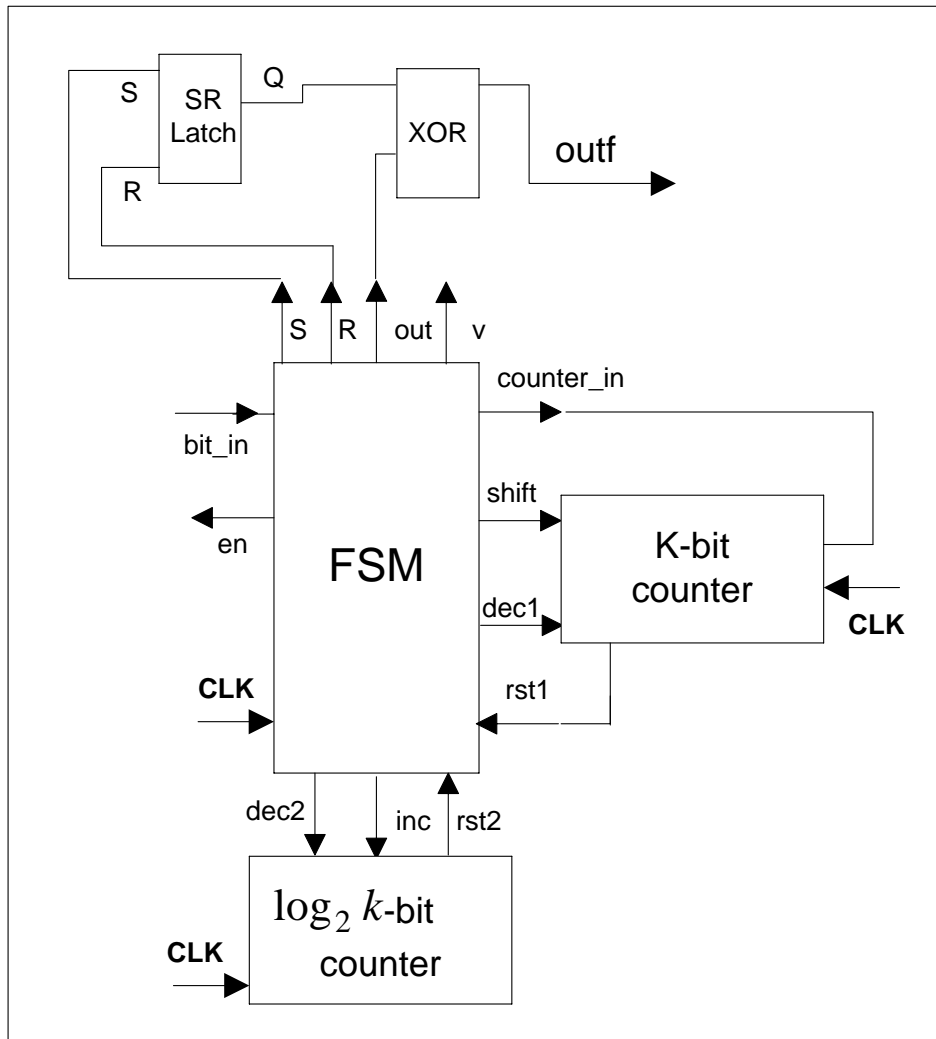 S
SR
Latch
Q
XOR
outf
R
S
R
out
v
counter_in
bit_in
shift
en
FSM
K-bit
counter
dec1
CLK
CLK
rst1
dec2
inc
rst2
log₂ k-bit
counter
CLK